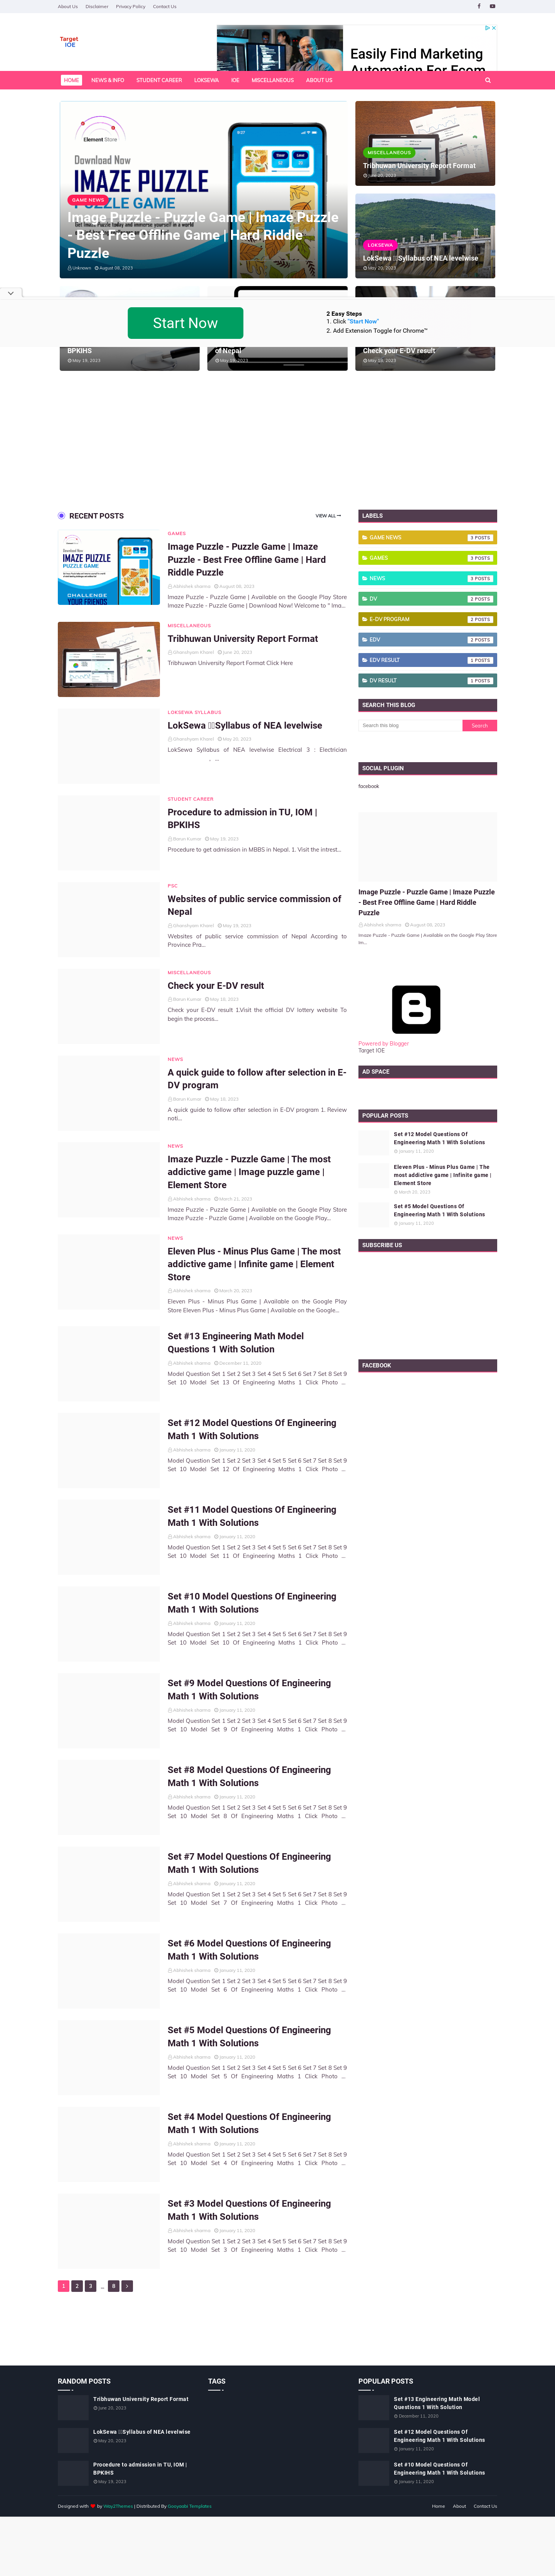 About Us Disclaimer Privacy Policy Contact Us
Target
IOE
Easily Find Marketing
Automation For Ecom
HOME NEWS & INFO STUDENT CAREER LOKSEWA IOE MISCELLANEOUS ABOUT US
Element Store
Download Now
IMAZE PUZZLE
PUZZLE GAME
GAME NEWS
Image Puzzle - Puzzle Game | Imaze Puzzle
- Best Free Offline Game | Hard Riddle
Puzzle
Unknown August 08, 2023
MISCELLANEOUS
Tribhuwan University Report Format
June 20, 2023
LOKSEWA
LokSewa Syllabus of NEA levelwise
May 20, 2023
BPKIHS
May 19, 2023
of Nepal
Check your E-DV result
May 18, 2023
Start Now
2 Easy Steps
1. Click "Start Now"
2. Add Extension Toggle for Chrome™
RECENT POSTS
VIEW ALL
IMAZE PUZZLE
PUZZLE GAME
CHALLENGE
YOUR FRIENDS
GAMES
Image Puzzle - Puzzle Game | Imaze
Puzzle - Best Free Offline Game | Hard
Riddle Puzzle
Abhishek sharma August 08, 2023
Imaze Puzzle - Puzzle Game | Available on the Google Play Store
Imaze Puzzle - Puzzle Game | Download Now! Welcome to " Ima...
MISCELLANEOUS
Tribhuwan University Report Format
Ghanshyam Khanil June 20, 2023
Tribhuwan University Report Format Click Here
LOKSEWA SYLLABUS
LokSewa Syllabus of NEA levelwise
Ghanshyam Khanil May 20, 2023
LokSewa Syllabus of NEA levelwise Electrical 3 : Electrician
, ...
STUDENT CAREER
Procedure to admission in TU, IOM |
BPKIHS
Barun Kumar May 19, 2023
Procedure to get admission in MBBS in Nepal. 1. Visit the intrest...
PSC
Websites of public service commission of
Nepal
Ghanshyam Khanil May 19, 2023
Websites of public service commission of Nepal According to
Province Pra...
MISCELLANEOUS
Check your E-DV result
Barun Kumar May 18, 2023
Check your E-DV result 1.Visit the official DV lottery website To
begin the process...
NEWS
A quick guide to follow after selection in E-
DV program
Barun Kumar May 18, 2023
A quick guide to follow after selection in E-DV program 1. Review
noti...
NEWS
Imaze Puzzle - Puzzle Game | The most
addictive game | Image puzzle game |
Element Store
Abhishek sharma March 21, 2023
Imaze Puzzle - Puzzle Game | Available on the Google Play Store
Imaze Puzzle - Puzzle Game | Available on the Google Play...
NEWS
Eleven Plus - Minus Plus Game | The most
addictive game | Infinite game | Element
Store
Abhishek sharma March 20, 2023
Eleven Plus - Minus Plus Game | Available on the Google Play
Store Eleven Plus - Minus Plus Game | Available on the Google...
Set #13 Engineering Math Model
Questions 1 With Solution
Abhishek sharma December 11, 2020
Model Question Set 1 Set 2 Set 3 Set 4 Set 5 Set 6 Set 7 Set 8 Set 9
Set 10 Model Set 13 Of Engineering Maths 1 Click Photo ...
Set #12 Model Questions Of Engineering
Math 1 With Solutions
Abhishek sharma January 11, 2020
Model Question Set 1 Set 2 Set 3 Set 4 Set 5 Set 6 Set 7 Set 8 Set 9
Set 10 Model Set 12 Of Engineering Maths 1 Click Photo ...
Set #11 Model Questions Of Engineering
Math 1 With Solutions
Abhishek sharma January 11, 2020
Model Question Set 1 Set 2 Set 3 Set 4 Set 5 Set 6 Set 7 Set 8 Set 9
Set 10 Model Set 11 Of Engineering Maths 1 Click Photo ...
Set #10 Model Questions Of Engineering
Math 1 With Solutions
Abhishek sharma January 11, 2020
Model Question Set 1 Set 2 Set 3 Set 4 Set 5 Set 6 Set 7 Set 8 Set 9
Set 10 Model Set 10 Of Engineering Maths 1 Click Photo ...
Set #9 Model Questions Of Engineering
Math 1 With Solutions
Abhishek sharma January 11, 2020
Model Question Set 1 Set 2 Set 3 Set 4 Set 5 Set 6 Set 7 Set 8 Set 9
Set 10 Model Set 9 Of Engineering Maths 1 Click Photo ...
Set #8 Model Questions Of Engineering
Math 1 With Solutions
Abhishek sharma January 11, 2020
Model Question Set 1 Set 2 Set 3 Set 4 Set 5 Set 6 Set 7 Set 8 Set 9
Set 10 Model Set 8 Of Engineering Maths 1 Click Photo ...
Set #7 Model Questions Of Engineering
Math 1 With Solutions
Abhishek sharma January 11, 2020
Model Question Set 1 Set 2 Set 3 Set 4 Set 5 Set 6 Set 7 Set 8 Set 9
Set 10 Model Set 7 Of Engineering Maths 1 Click Photo ...
Set #6 Model Questions Of Engineering
Math 1 With Solutions
Abhishek sharma January 11, 2020
Model Question Set 1 Set 2 Set 3 Set 4 Set 5 Set 6 Set 7 Set 8 Set 9
Set 10 Model Set 6 Of Engineering Maths 1 Click Photo ...
Set #5 Model Questions Of Engineering
Math 1 With Solutions
Abhishek sharma January 11, 2020
Model Question Set 1 Set 2 Set 3 Set 4 Set 5 Set 6 Set 7 Set 8 Set 9
Set 10 Model Set 5 Of Engineering Maths 1 Click Photo ...
Set #4 Model Questions Of Engineering
Math 1 With Solutions
Abhishek sharma January 11, 2020
Model Question Set 1 Set 2 Set 3 Set 4 Set 5 Set 6 Set 7 Set 8 Set 9
Set 10 Model Set 4 Of Engineering Maths 1 Click Photo ...
Set #3 Model Questions Of Engineering
Math 1 With Solutions
Abhishek sharma January 11, 2020
Model Question Set 1 Set 2 Set 3 Set 4 Set 5 Set 6 Set 7 Set 8 Set 9
Set 10 Model Set 3 Of Engineering Maths 1 Click Photo ...
1 2 3 ... 8
LABELS
GAME NEWS 3 POSTS
GAMES 3 POSTS
NEWS 3 POSTS
DV 2 POSTS
E-DV PROGRAM 2 POSTS
EDV 2 POSTS
EDV RESULT 1 POSTS
DV RESULT 1 POSTS
SEARCH THIS BLOG
Search this blog Search
SOCIAL PLUGIN
facebook
Image Puzzle - Puzzle Game | Imaze Puzzle
- Best Free Offline Game | Hard Riddle
Puzzle
Abhishek sharma August 08, 2023
Imaze Puzzle - Puzzle Game | Available on the Google Play Store
Im...
Powered by Blogger
Target IOE
AD SPACE
POPULAR POSTS
Set #12 Model Questions Of
Engineering Math 1 With Solutions
January 11, 2020
Eleven Plus - Minus Plus Game | The
most addictive game | Infinite game |
Element Store
March 20, 2023
Set #5 Model Questions Of
Engineering Math 1 With Solutions
January 11, 2020
SUBSCRIBE US
FACEBOOK
RANDOM POSTS
Tribhuwan University Report Format
June 20, 2023
LokSewa Syllabus of NEA levelwise
May 20, 2023
Procedure to admission in TU, IOM |
BPKIHS
May 19, 2023
TAGS
POPULAR POSTS
Set #13 Engineering Math Model
Questions 1 With Solution
December 11, 2020
Set #12 Model Questions Of
Engineering Math 1 With Solutions
January 11, 2020
Set #10 Model Questions Of
Engineering Math 1 With Solutions
January 11, 2020
Designed with by Way2Themes | Distributed By Gooyaabi Templates
Home About Contact Us